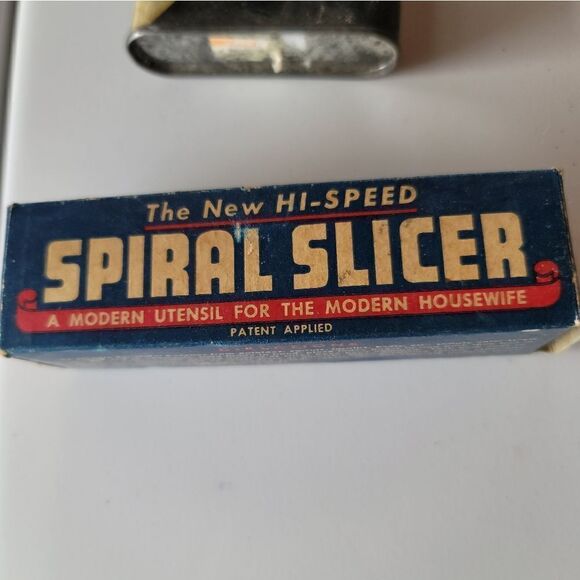 The New HI-SPEED
SPIRAL SLICER
A MODERN UTENSIL FOR THE MODERN HOUSEWIFE
PATENT APPLIED